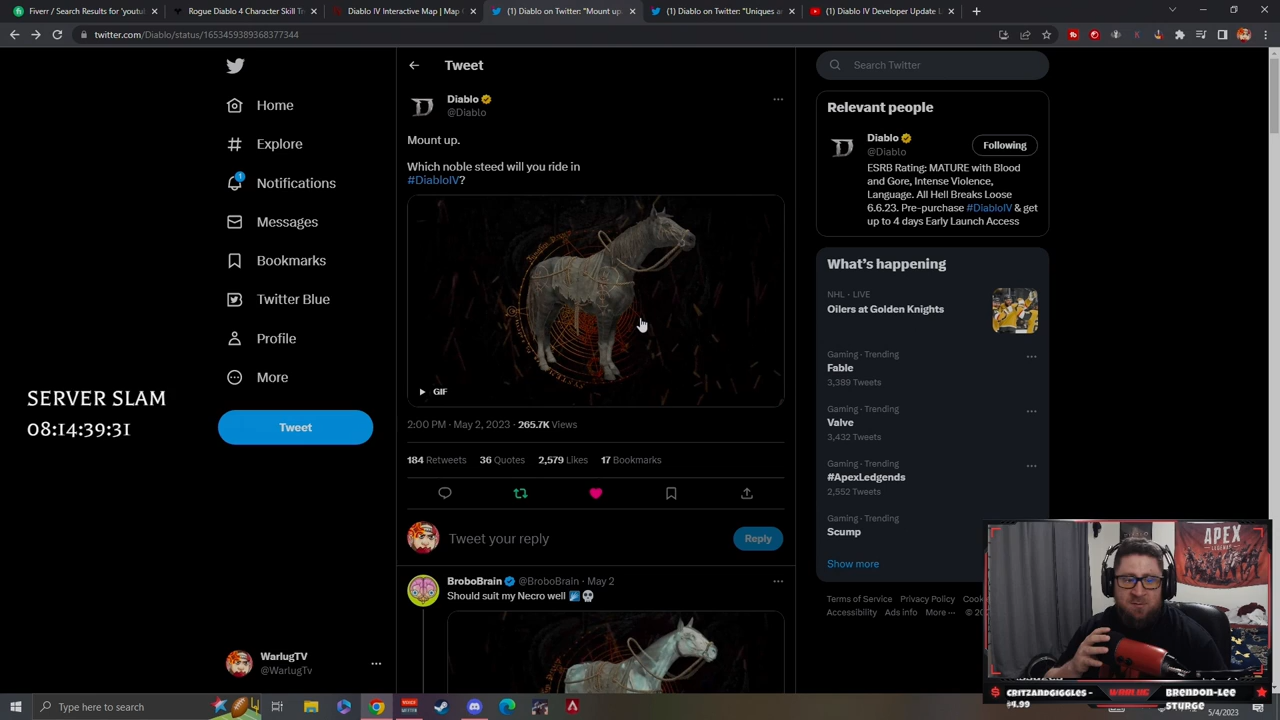 Fiverr / Search Results for youtu
Rogue Diablo 4 Character Skill Tr
Diablo IV Interactive Map | Map
(1) Diablo on Twitter: "Mount up.
(1) Diablo on Twitter: "Uniques a
(1) Diablo IV Developer Update L
twitter.com/Diablo/status/1653459389368377344
Tweet
Search Twitter
Home
Explore
Notifications
1
Messages
Bookmarks
Twitter Blue
Profile
More
Tweet
SERVER SLAM
08:14:39:31
WarlugTV
@WarlugTv
Diablo
@Diablo
Mount up.
Which noble steed will you ride in
#DiabloIV?
GIF
2:00 PM · May 2, 2023 · 265.7K Views
184 Retweets 36 Quotes 2,579 Likes 17 Bookmarks
Tweet your reply
Reply
BroboBrain @BroboBrain · May 2
Should suit my Necro well
Relevant people
Diablo
@Diablo
Following
ESRB Rating: MATURE with Blood
and Gore, Intense Violence,
Language. All Hell Breaks Loose
6.6.23. Pre-purchase #DiabloIV & get
up to 4 days Early Launch Access
What's happening
NHL · LIVE
Oilers at Golden Knights
Gaming · Trending
Fable
3,389 Tweets
Gaming · Trending
Valve
3,432 Tweets
Gaming · Trending
#ApexLedgends
2,552 Tweets
Gaming · Trending
Scump
Show more
Terms of Service Privacy Policy
Accessibility Ads info More
APEX
CRITZANDGIGGLES -
$4.99
BRENDON-LEE
STURGE
Type here to search
5/4/2023